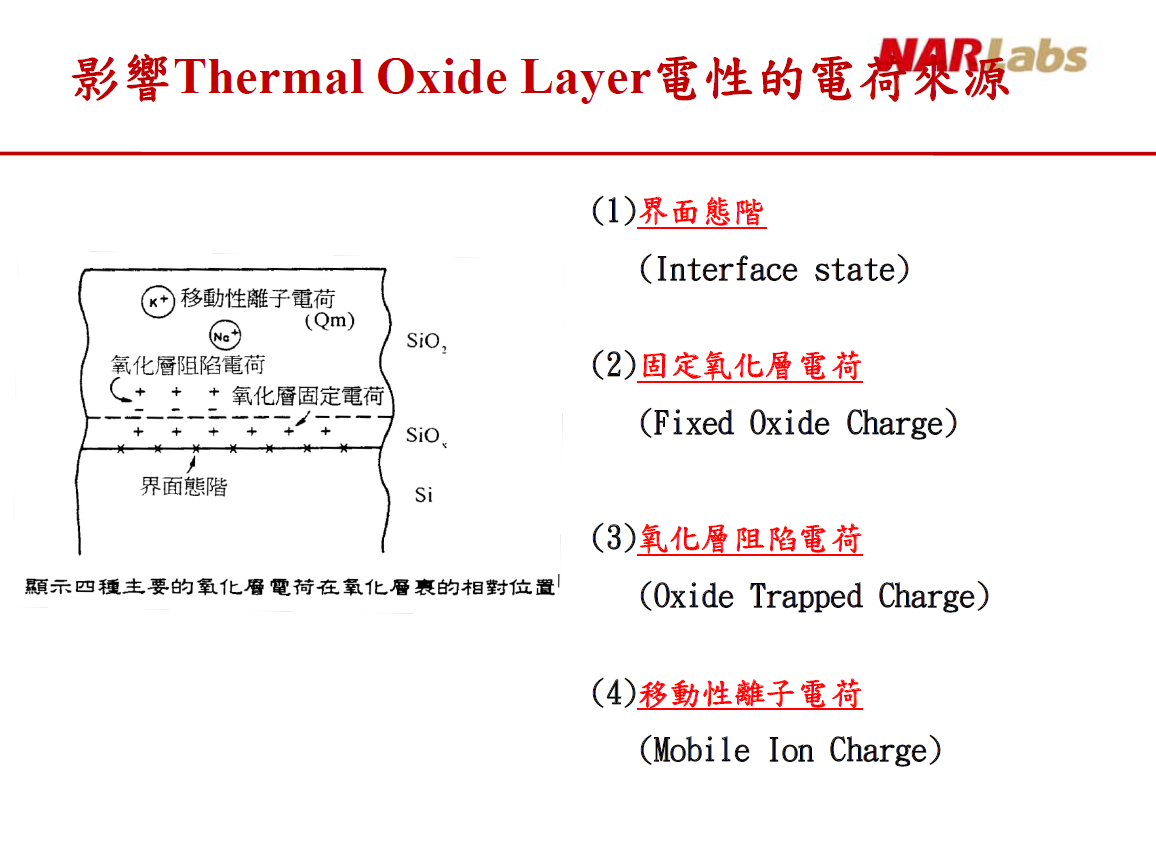 影響Thermal Oxide Layer電性的電荷來源
NARLabs
K+ 移動性離子電荷
(Qm)
Na+
氧化層阻陷電荷
+ + + 氧化層固定電荷
- - -
+ + + + + +
× × × × × × ×
界面態階
SiO2
SiOx
Si
顯示四種主要的氧化層電荷在氧化層裏的相對位置
(1)界面態階
(Interface state)
(2)固定氧化層電荷
(Fixed Oxide Charge)
(3)氧化層阻陷電荷
(Oxide Trapped Charge)
(4)移動性離子電荷
(Mobile Ion Charge)